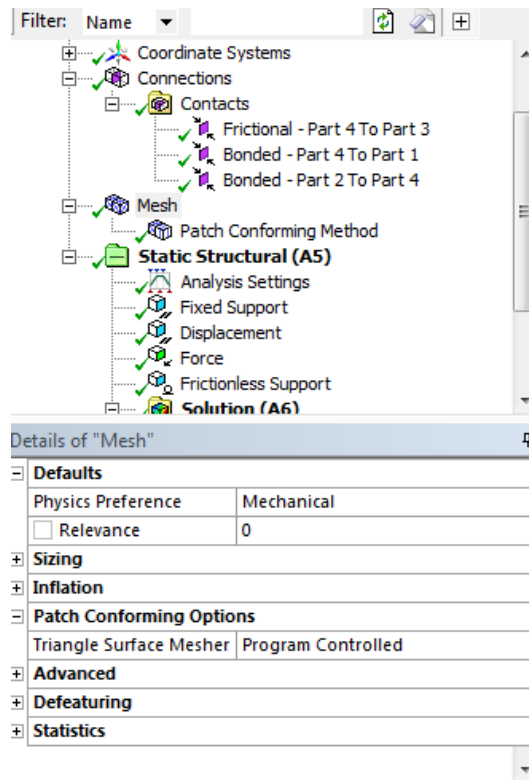 Filter: Name
Coordinate Systems
Connections
Contacts
Frictional - Part 4 To Part 3
Bonded - Part 4 To Part 1
Bonded - Part 2 To Part 4
Mesh
Patch Conforming Method
Static Structural (A5)
Analysis Settings
Fixed Support
Displacement
Force
Frictionless Support
Solution (A6)
Details of "Mesh"
Defaults
Physics Preference Mechanical
Relevance 0
Sizing
Inflation
Patch Conforming Options
Triangle Surface Mesher Program Controlled
Advanced
Defeaturing
Statistics